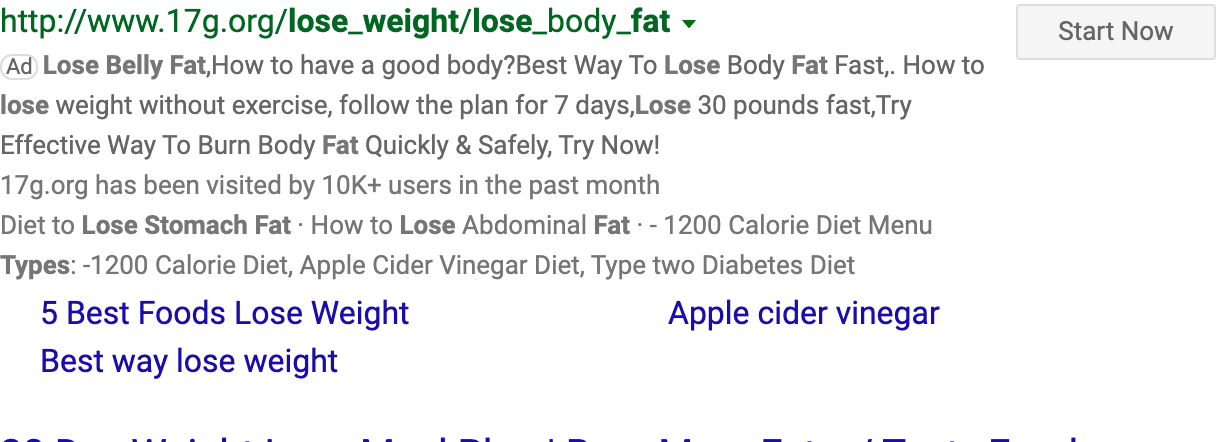 http://www.17g.org/lose_weight/lose_body_fat
Start Now
Ad Lose Belly Fat,How to have a good body?Best Way To Lose Body Fat Fast,. How to
lose weight without exercise, follow the plan for 7 days,Lose 30 pounds fast,Try
Effective Way To Burn Body Fat Quickly & Safely, Try Now!
17g.org has been visited by 10K+ users in the past month
Diet to Lose Stomach Fat · How to Lose Abdominal Fat · - 1200 Calorie Diet Menu
Types: -1200 Calorie Diet, Apple Cider Vinegar Diet, Type two Diabetes Diet
5 Best Foods Lose Weight
Apple cider vinegar
Best way lose weight